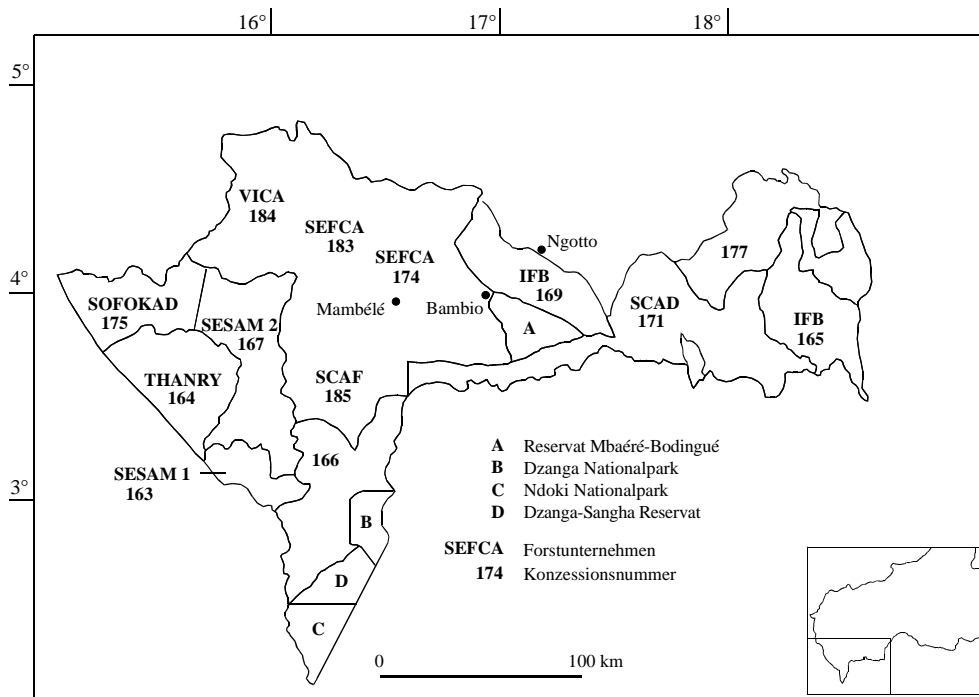 16° 17° 18°
5°
4°
3°
VICA
184
SEFCA
183
SEFCA
174
Ngotto
177
IFB
169
SOFOKAD
175
Mambélé
Bambio
SCAD
171
SESAM 2
167
A
IFB
165
THANRY
164
SCAF
185
166
SESAM 1
163
B
D
C
A Reservat Mbaéré-Bodingué
B Dzanga Nationalpark
C Ndoki Nationalpark
D Dzanga-Sangha Reservat
SEFCA Forstunternehmen
174 Konzessionsnummer
0 100 km